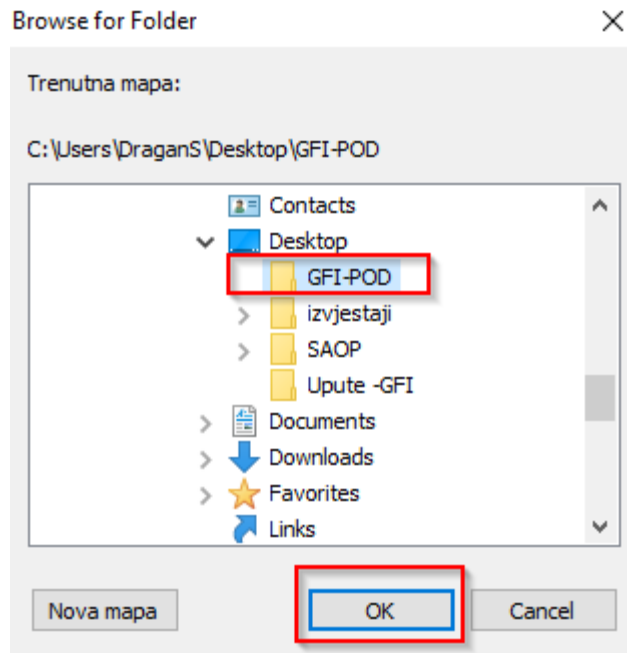 Browse for Folder
Trenutna mapa:
C:\Users\DraganS\Desktop\GFI-POD
Contacts
Desktop
GFI-POD
izvjestaji
SAOP
Upute -GFI
Documents
Downloads
Favorites
Links
Nova mapa OK Cancel